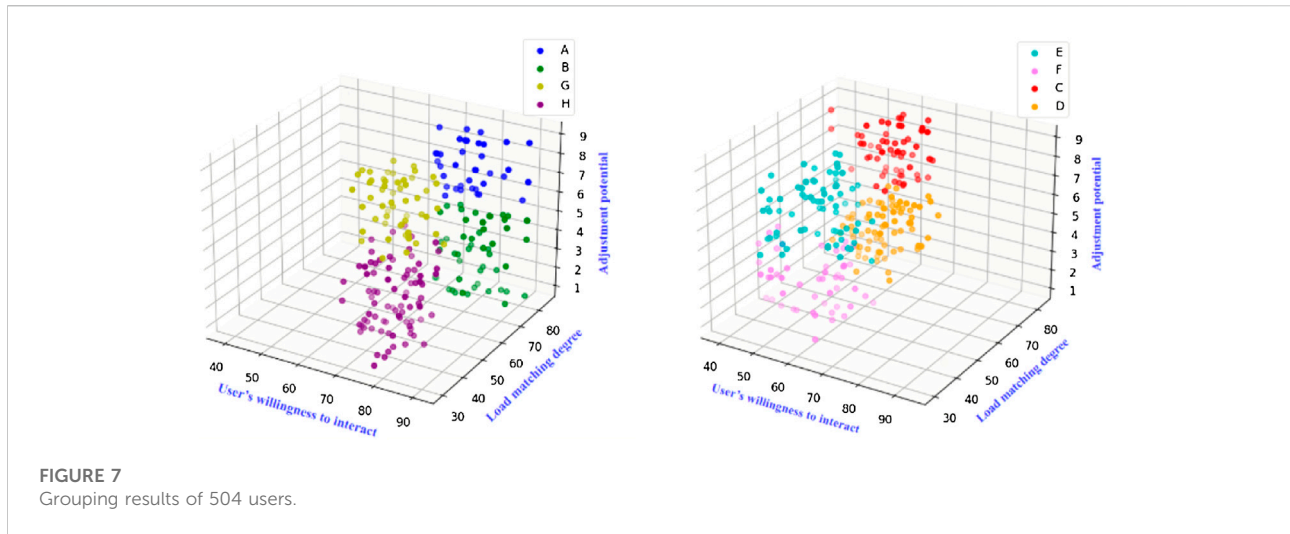 A
B
G
H
9
8
7
6
5
4
3
2
1
Adjustment potential
80
70
60
50
40
30
Load matching degree
40
50
60
70
80
90
User's willingness to interact
E
F
C
D
9
8
7
6
5
4
3
2
1
Adjustment potential
80
70
60
50
40
30
Load matching degree
40
50
60
70
80
90
User's willingness to interact
FIGURE 7
Grouping results of 504 users.